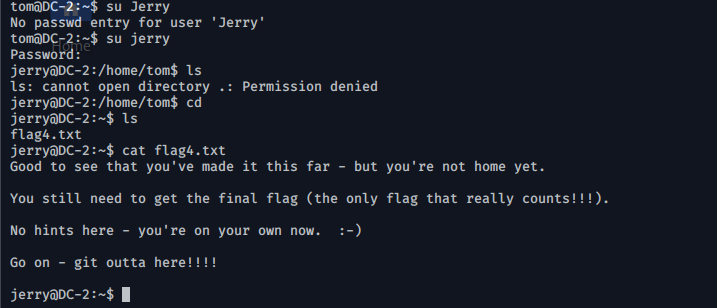 tom@DC-2:~$ su Jerry
No passwd entry for user 'Jerry'
tom@DC-2:~$ su jerry
Home
Password:
jerry@DC-2:/home/tom$ ls
ls: cannot open directory .: Permission denied
jerry@DC-2:/home/tom$ cd
jerry@DC-2:~$ ls
flag4.txt
jerry@DC-2:~$ cat flag4.txt
Good to see that you've made it this far - but you're not home yet.
You still need to get the final flag (the only flag that really counts!!!).
No hints here - you're on your own now.  :-)
Go on - git outta here!!!!
jerry@DC-2:~$